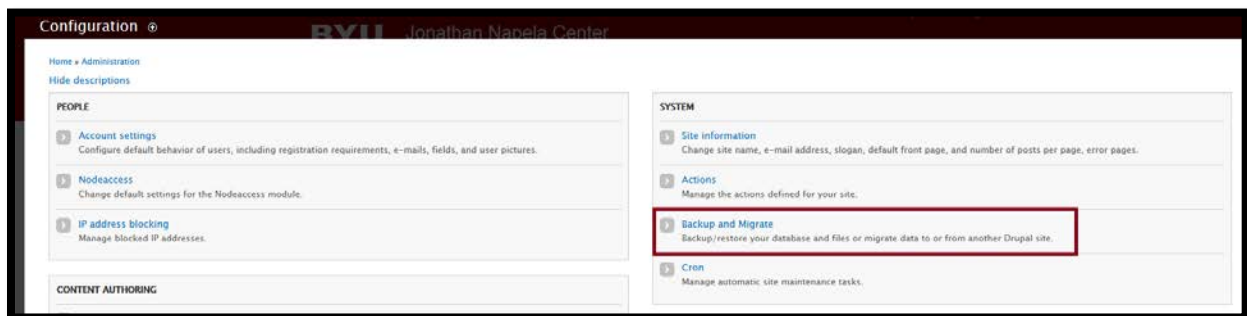 Configuration
BYU Jonathan Napela Center
Home » Administration
Hide descriptions
PEOPLE
Account settings
Configure default behavior of users, including registration requirements, e-mails, fields, and user pictures.
Nodeaccess
Change default settings for the Nodeaccess module.
IP address blocking
Manage blocked IP addresses.
CONTENT AUTHORING
SYSTEM
Site information
Change site name, e-mail address, slogan, default front page, and number of posts per page, error pages.
Actions
Manage the actions defined for your site.
Backup and Migrate
Backup/restore your database and files or migrate data to or from another Drupal site.
Cron
Manage automatic site maintenance tasks.